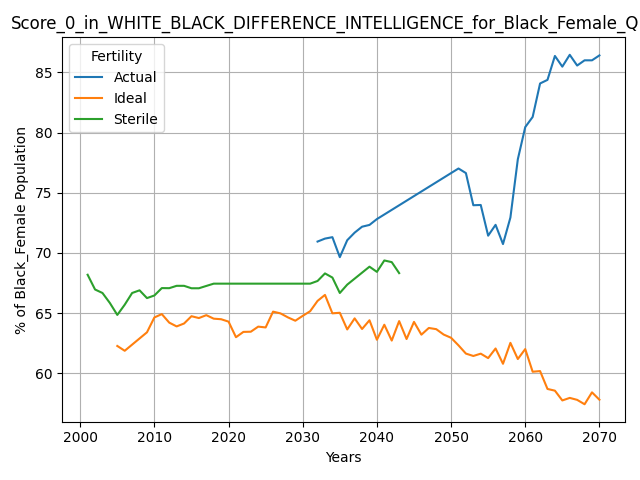 Score_0_in_WHITE_BLACK_DIFFERENCE_INTELLIGENCE_for_Black_Female_Q
Fertility
Actual
Ideal
Sterile
85
80
75
70
65
60
% of Black_Female Population
2000 2010 2020 2030 2040 2050 2060 2070
Years